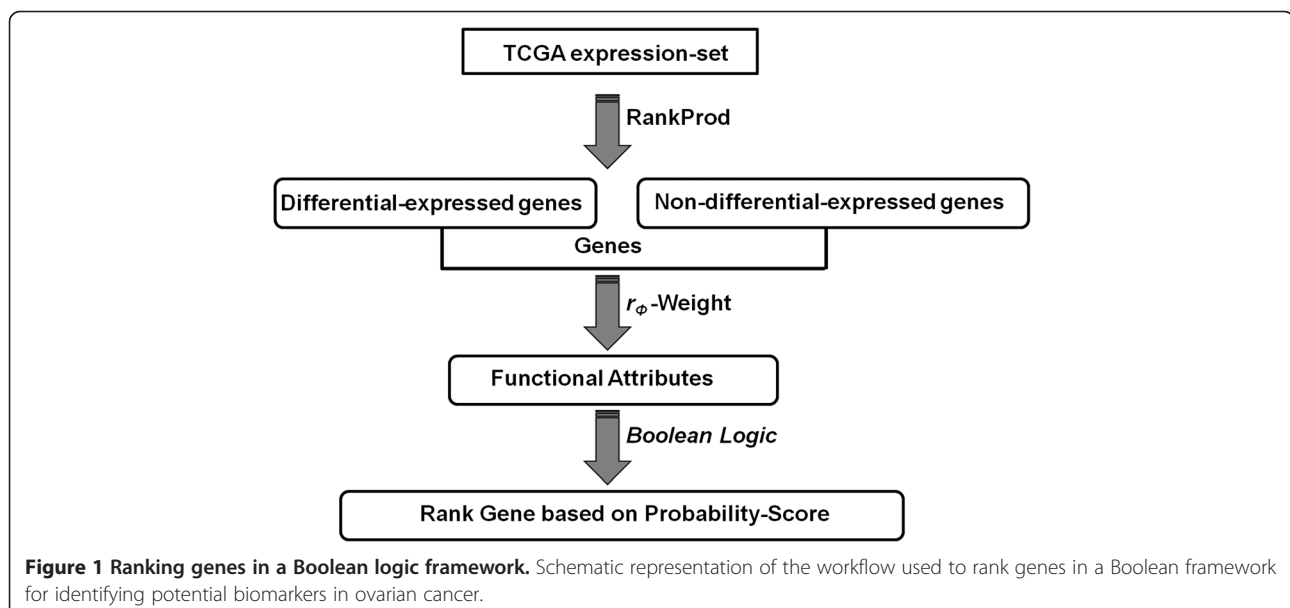 TCGA expression-set
RankProd
Differential-expressed genes
Non-differential-expressed genes
Genes
rΦ-Weight
Functional Attributes
Boolean Logic
Rank Gene based on Probability-Score
Figure 1 Ranking genes in a Boolean logic framework. Schematic representation of the workflow used to rank genes in a Boolean framework
for identifying potential biomarkers in ovarian cancer.